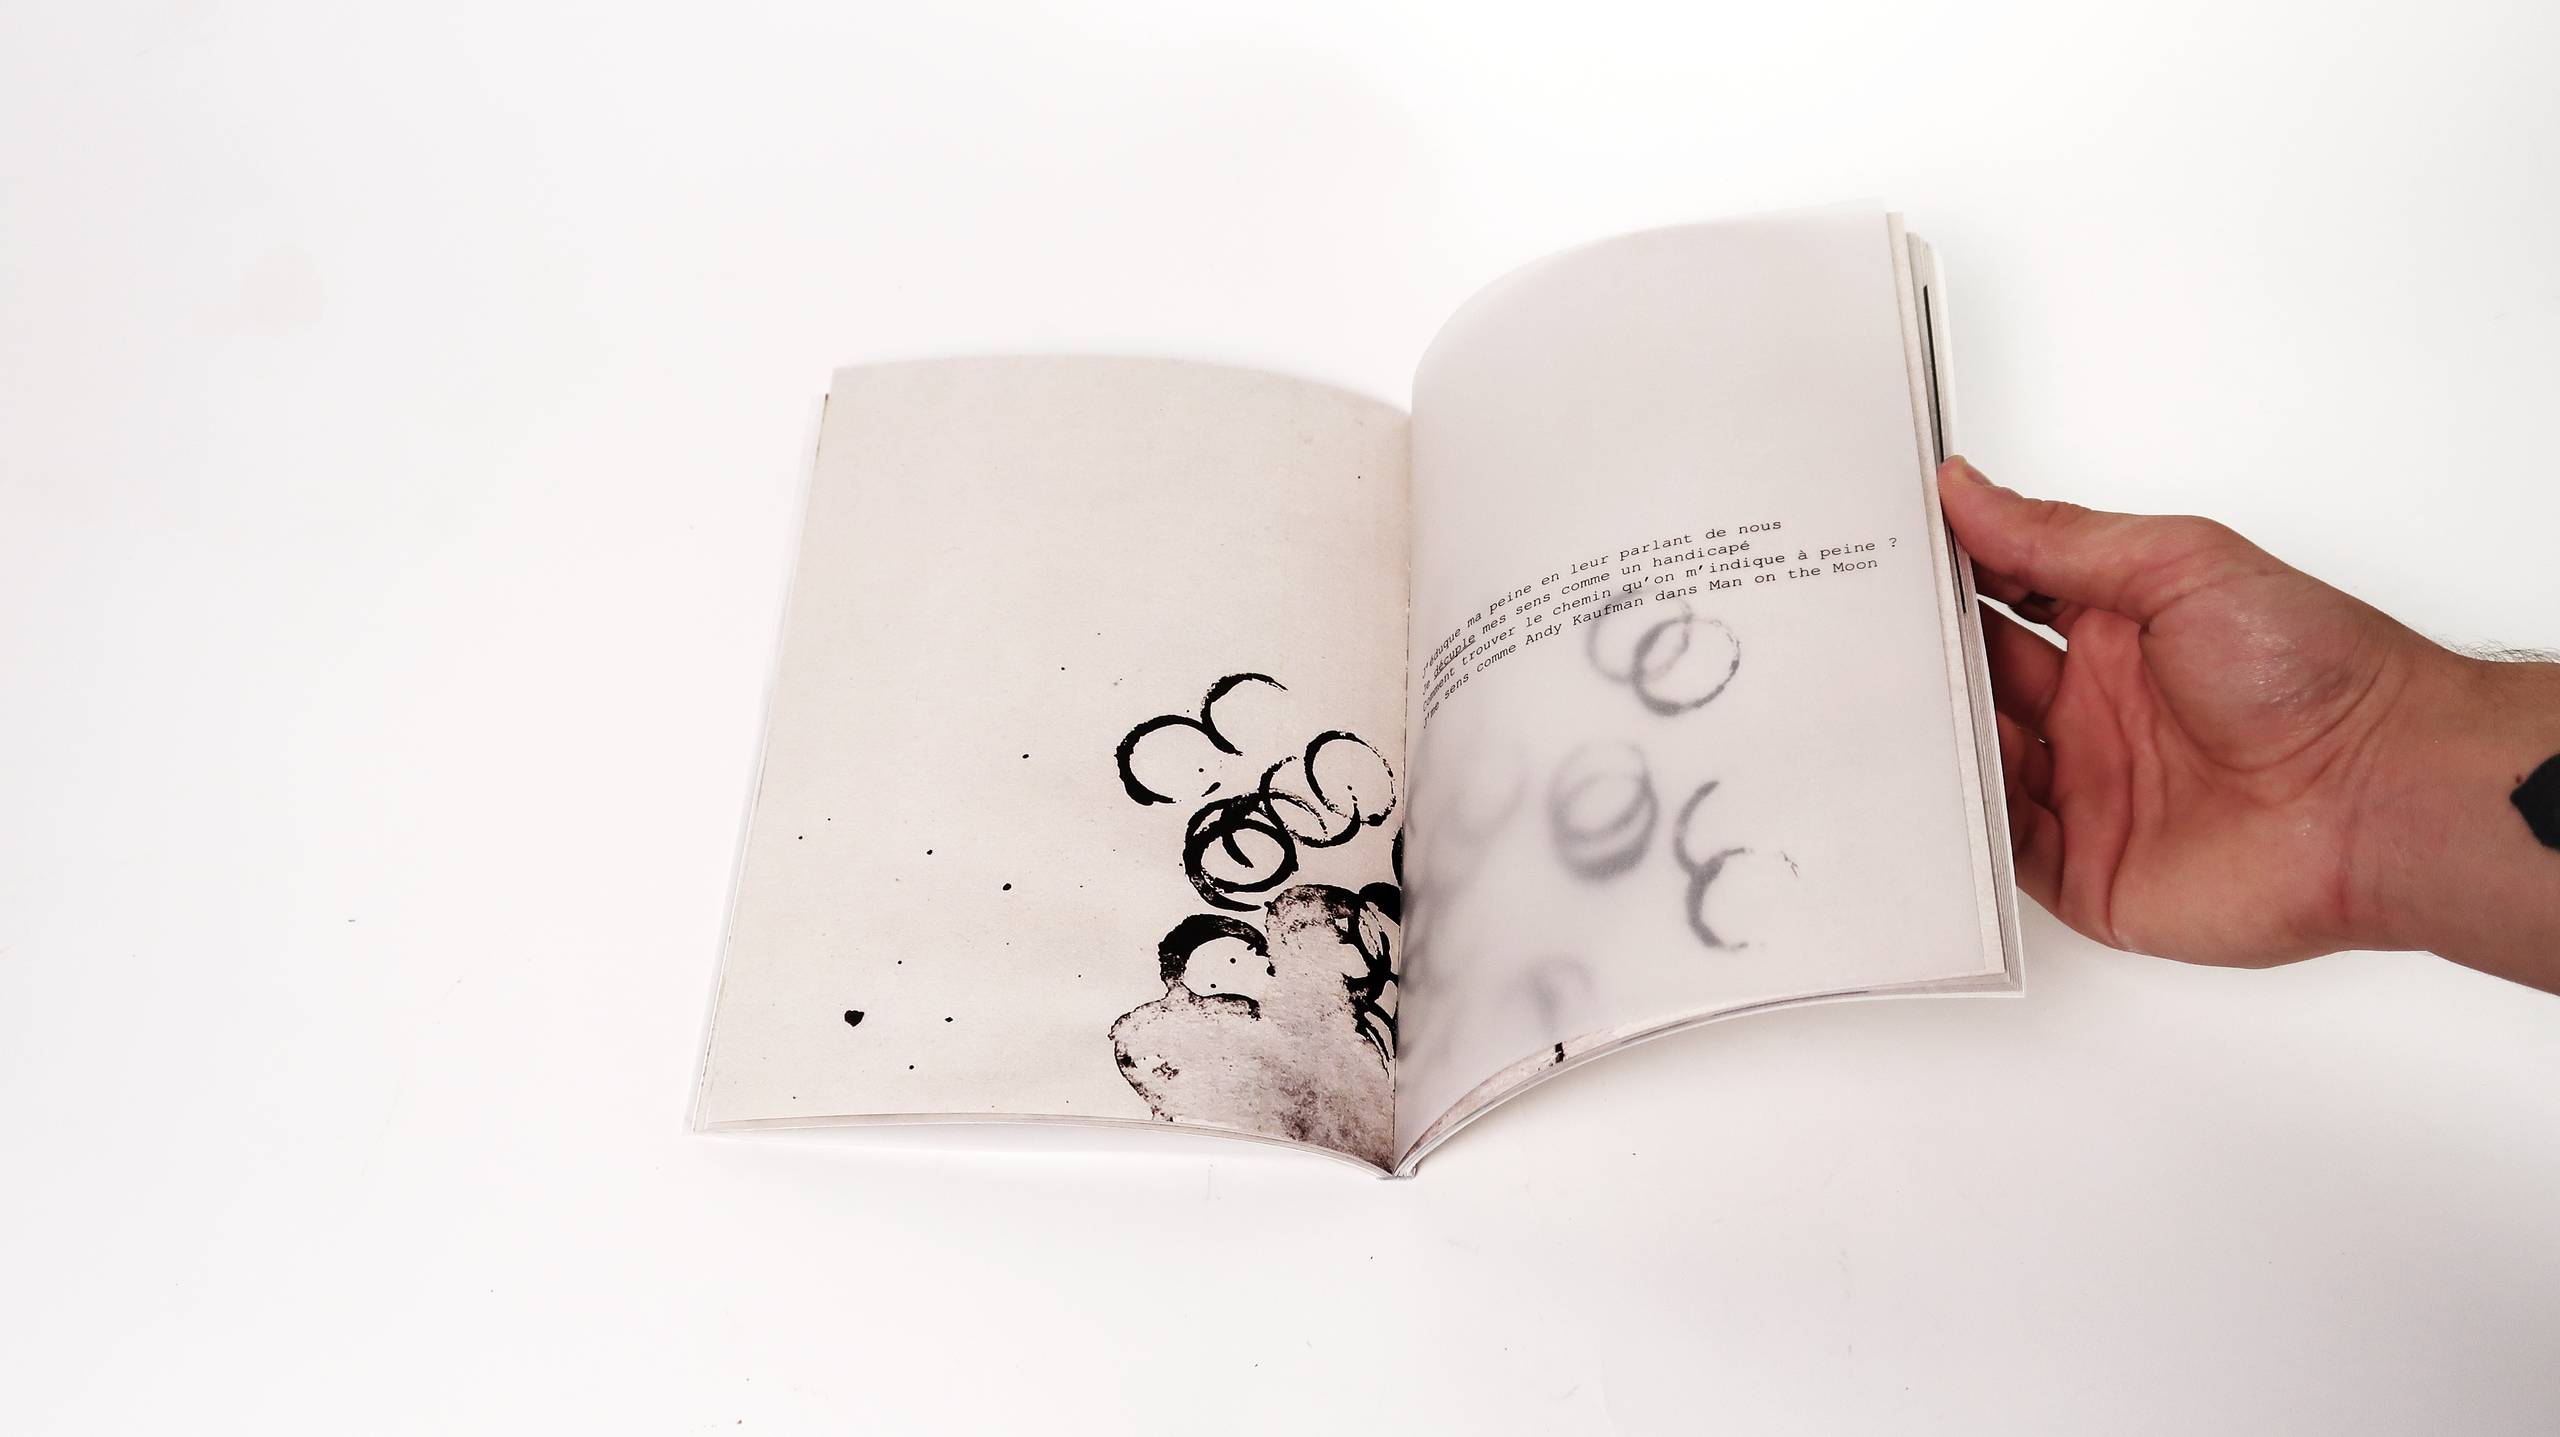 J'éduque ma peine en leur parlant de nous
Je décuple mes sens comme un handicapé
Comment trouver le chemin qu'on m'indique à peine ?
J'me sens comme Andy Kaufman dans Man on the Moon